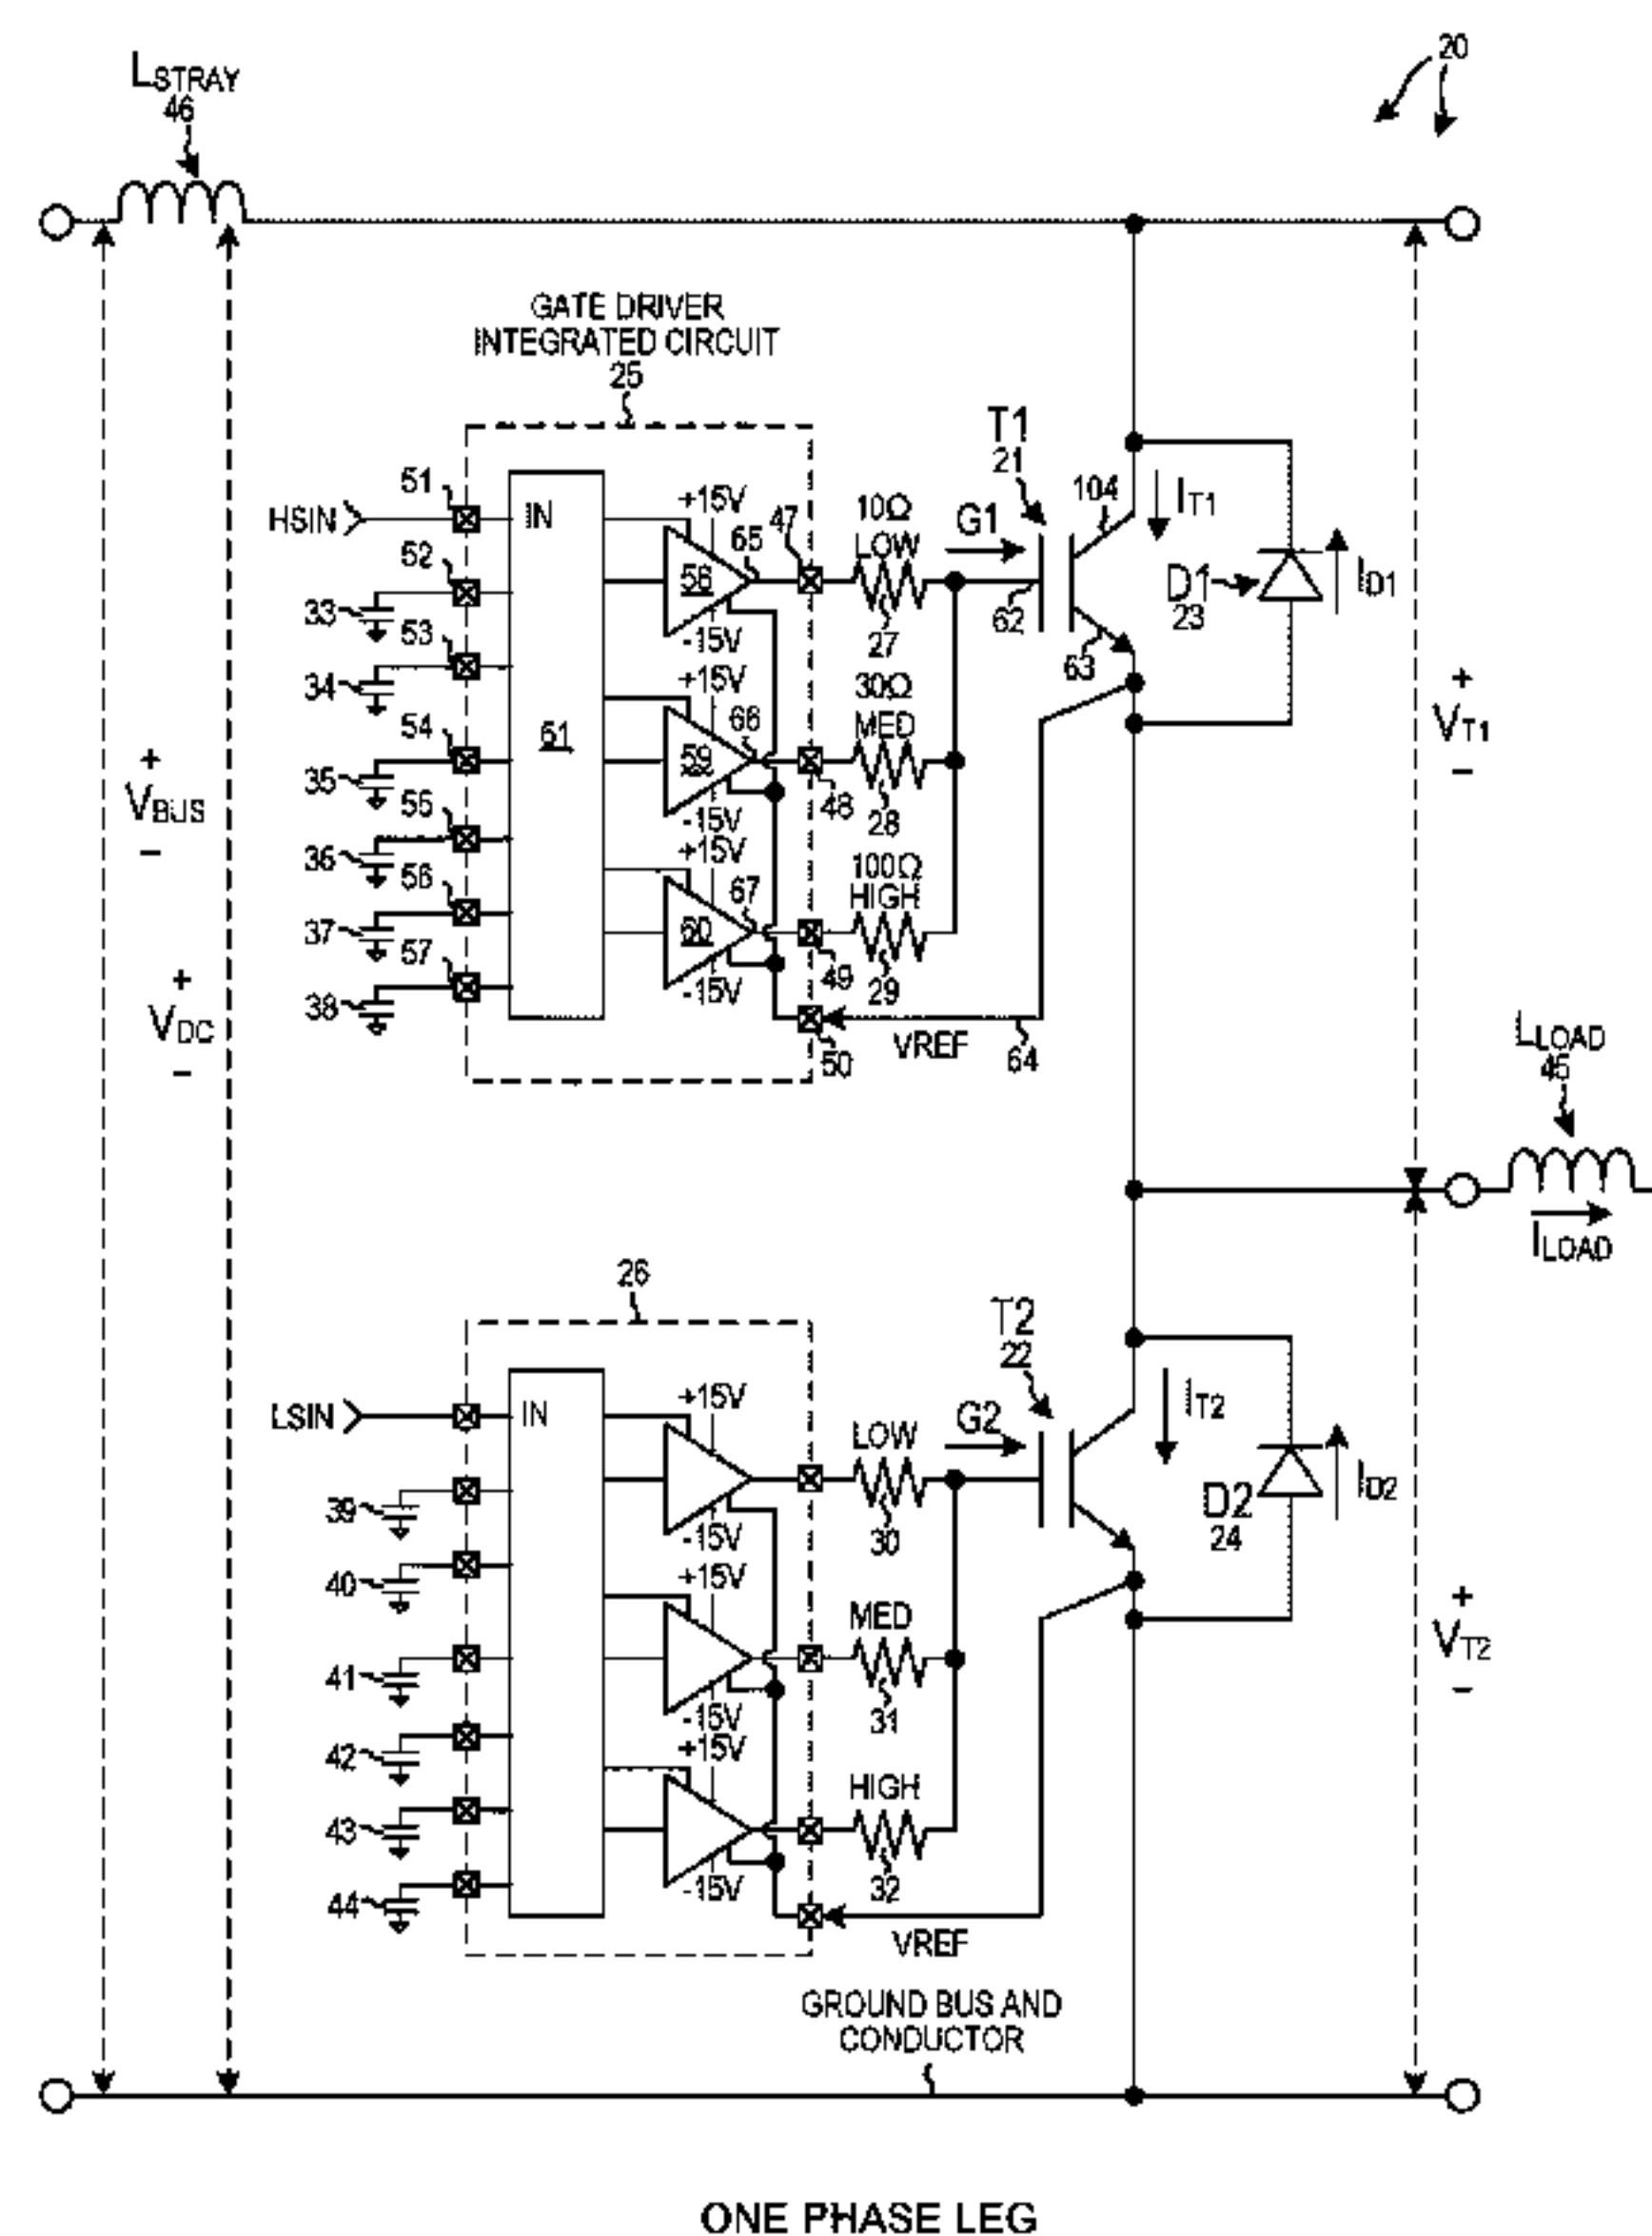 20
LSTRAY
46
GATE DRIVER
INTEGRATED CIRCUIT
25
51
HSIN
IN
+15V
65
47
10Ω
LOW
27
G1
T1
21
104
IT1
52
33
58
-15V
62
63
D1
23
ID1
53
34
+15V
66
30Ω
MED
28
54
35
61
59
-15V
48
+
VT1
–
+
VBUS
–
55
36
+15V
67
100Ω
HIGH
29
56
37
60
-15V
49
57
38
50
VREF
64
+
VDC
–
LLOAD
45
ILOAD
26
LSIN
IN
+15V
LOW
30
G2
T2
22
IT2
39
-15V
D2
24
ID2
40
+15V
MED
31
41
-15V
+
VT2
–
42
+15V
HIGH
32
43
-15V
44
VREF
GROUND BUS AND
CONDUCTOR
ONE PHASE LEG